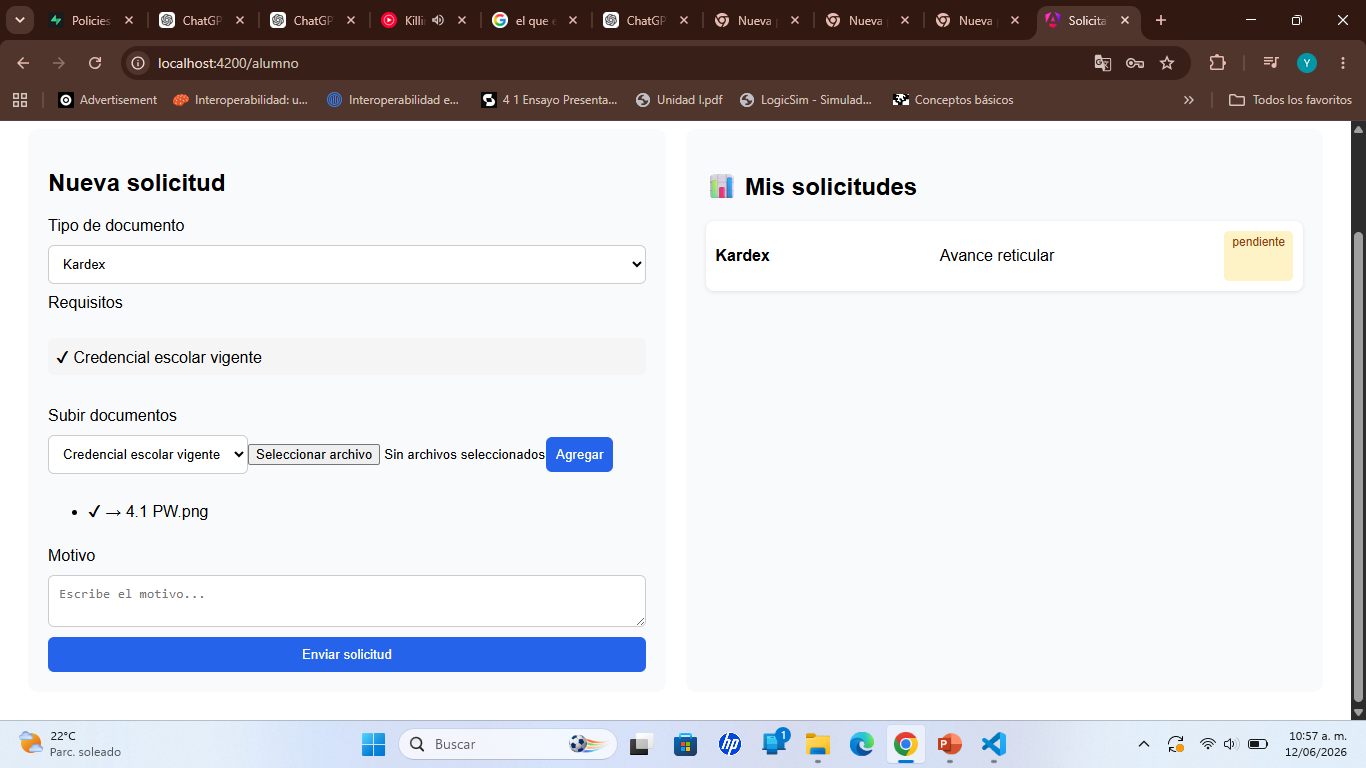 Policies
ChatGP
ChatGP
Killi
el que e
ChatGP
Nueva
Nueva
Nueva
Solicita
localhost:4200/alumno
Y
Advertisement
Interoperabilidad: u...
Interoperabilidad e...
4 1 Ensayo Presenta...
Unidad I.pdf
LogicSim - Simulad...
Conceptos básicos
Todos los favoritos
Nueva solicitud
Tipo de documento
Kardex
Requisitos
✔ Credencial escolar vigente
Subir documentos
Credencial escolar vigente
Seleccionar archivo Sin archivos seleccionados
Agregar
• ✔ → 4.1 PW.png
Motivo
Escribe el motivo...
Enviar solicitud
📊 Mis solicitudes
Kardex
Avance reticular
pendiente
22°C
Parc. soleado
Buscar
hp
1
10:57 a. m.
12/06/2026